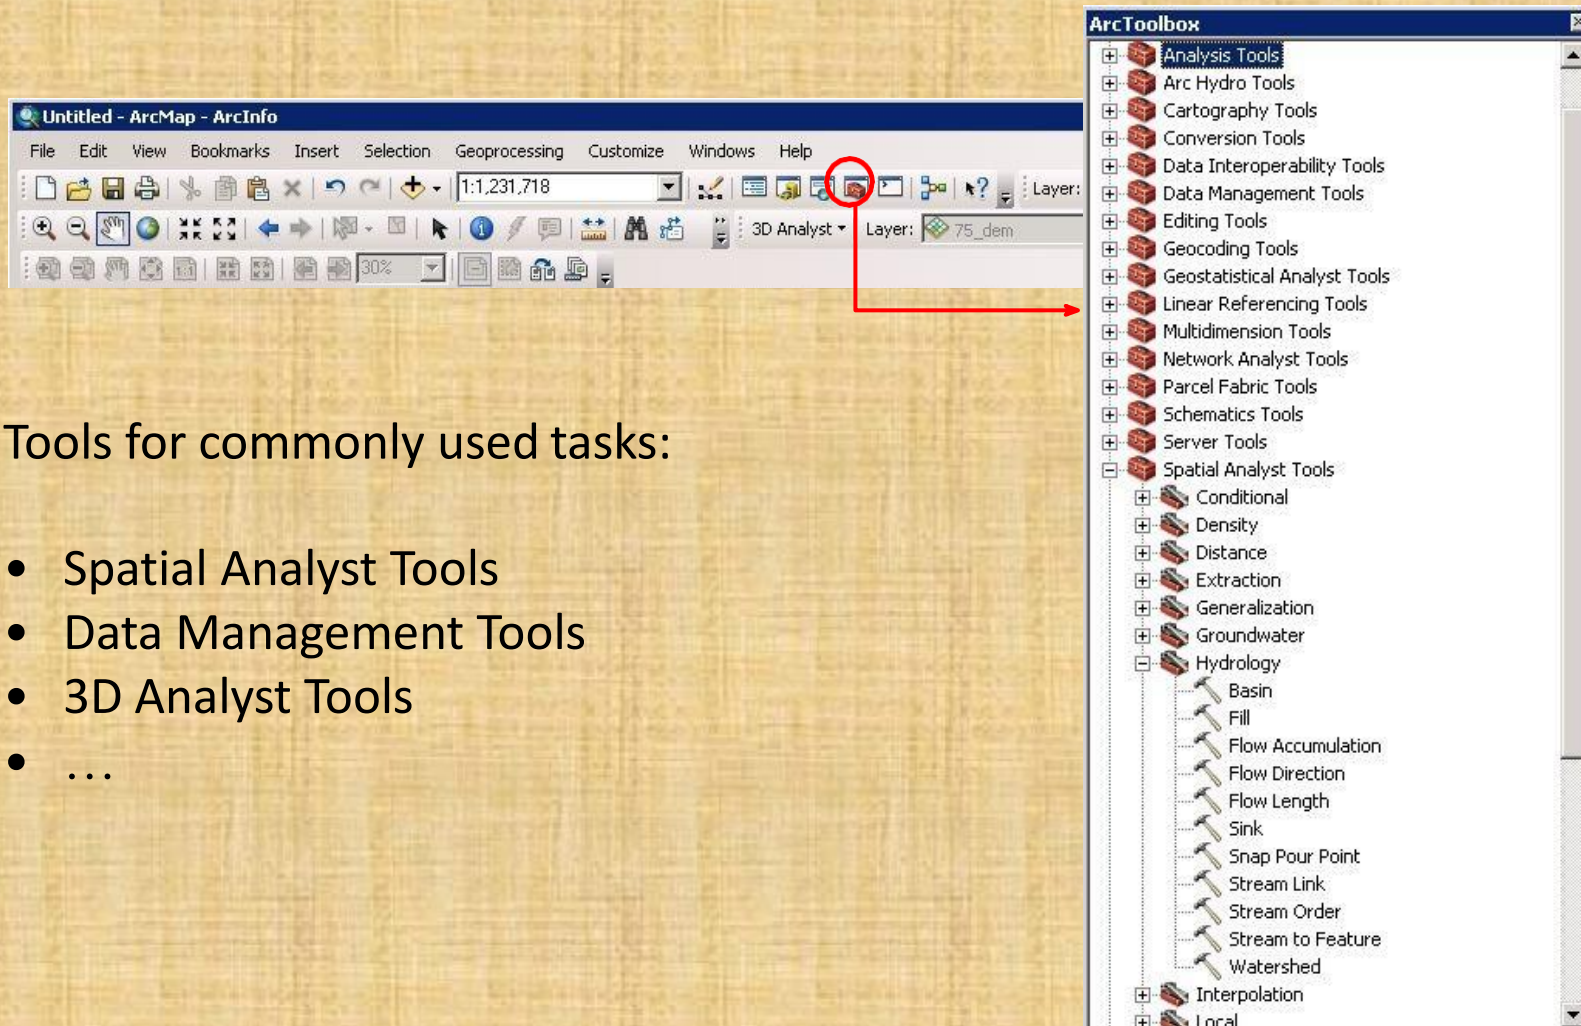 Untitled - ArcMap - ArcInfo
File Edit View Bookmarks Insert Selection Geoprocessing Customize Windows Help
1:1,231,718 Layer:
3D Analyst Layer: 75_dem
30%
Tools for commonly used tasks:
• Spatial Analyst Tools
• Data Management Tools
• 3D Analyst Tools
• …
ArcToolbox
Analysis Tools
Arc Hydro Tools
Cartography Tools
Conversion Tools
Data Interoperability Tools
Data Management Tools
Editing Tools
Geocoding Tools
Geostatistical Analyst Tools
Linear Referencing Tools
Multidimension Tools
Network Analyst Tools
Parcel Fabric Tools
Schematics Tools
Server Tools
Spatial Analyst Tools
Conditional
Density
Distance
Extraction
Generalization
Groundwater
Hydrology
Basin
Fill
Flow Accumulation
Flow Direction
Flow Length
Sink
Snap Pour Point
Stream Link
Stream Order
Stream to Feature
Watershed
Interpolation
Local